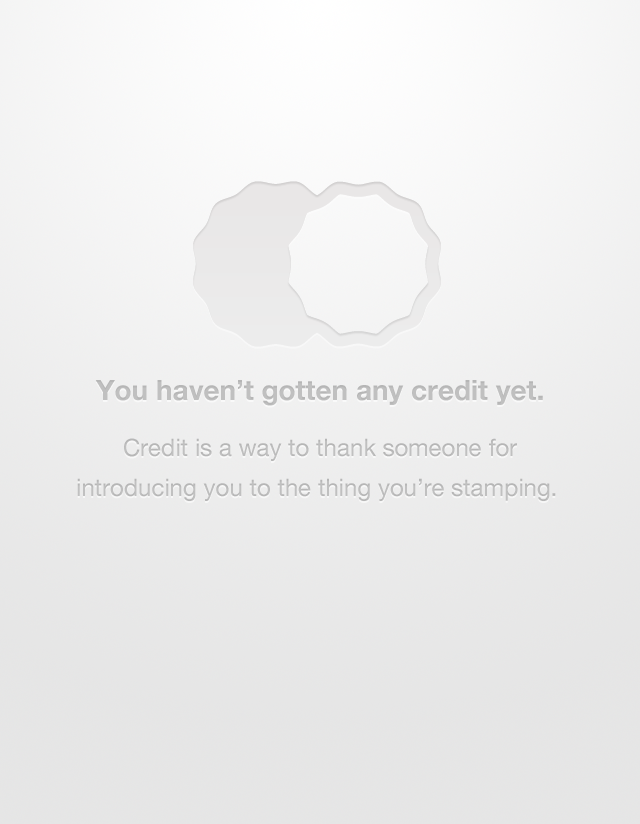 You haven’t gotten any credit yet.
Credit is a way to thank someone for
introducing you to the thing you’re stamping.